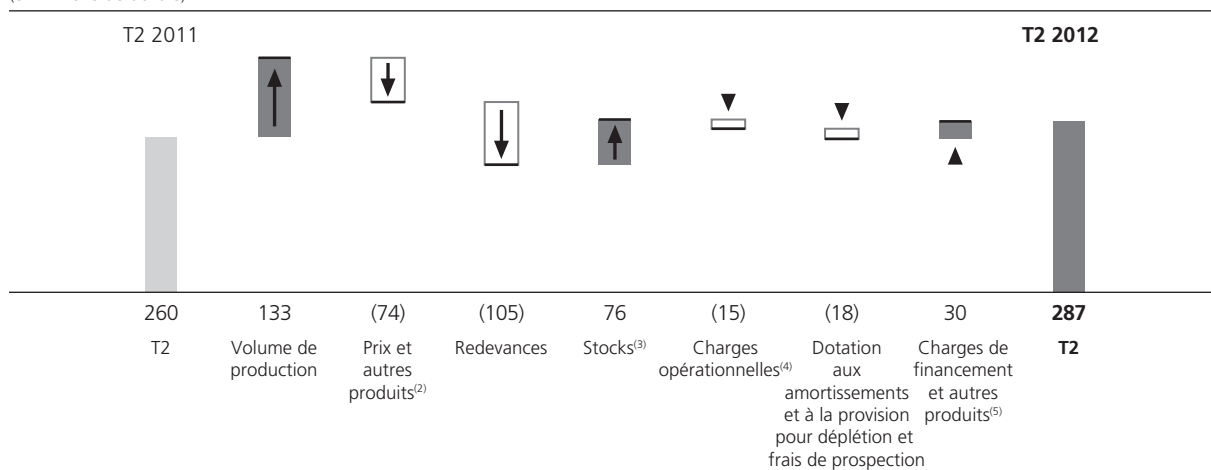 T2 2011
T2 2012
260 133 (74) (105) 76 (15) (18) 30 287
T2
Volume de
production
Prix et
autres
produits(2)
Redevances
Stocks(3)
Charges
opérationnelles(4)
Dotation
aux
amortissements
et à la provision
pour déplétion et
frais de prospection
Charges de
financement
et autres
produits(5)
T2